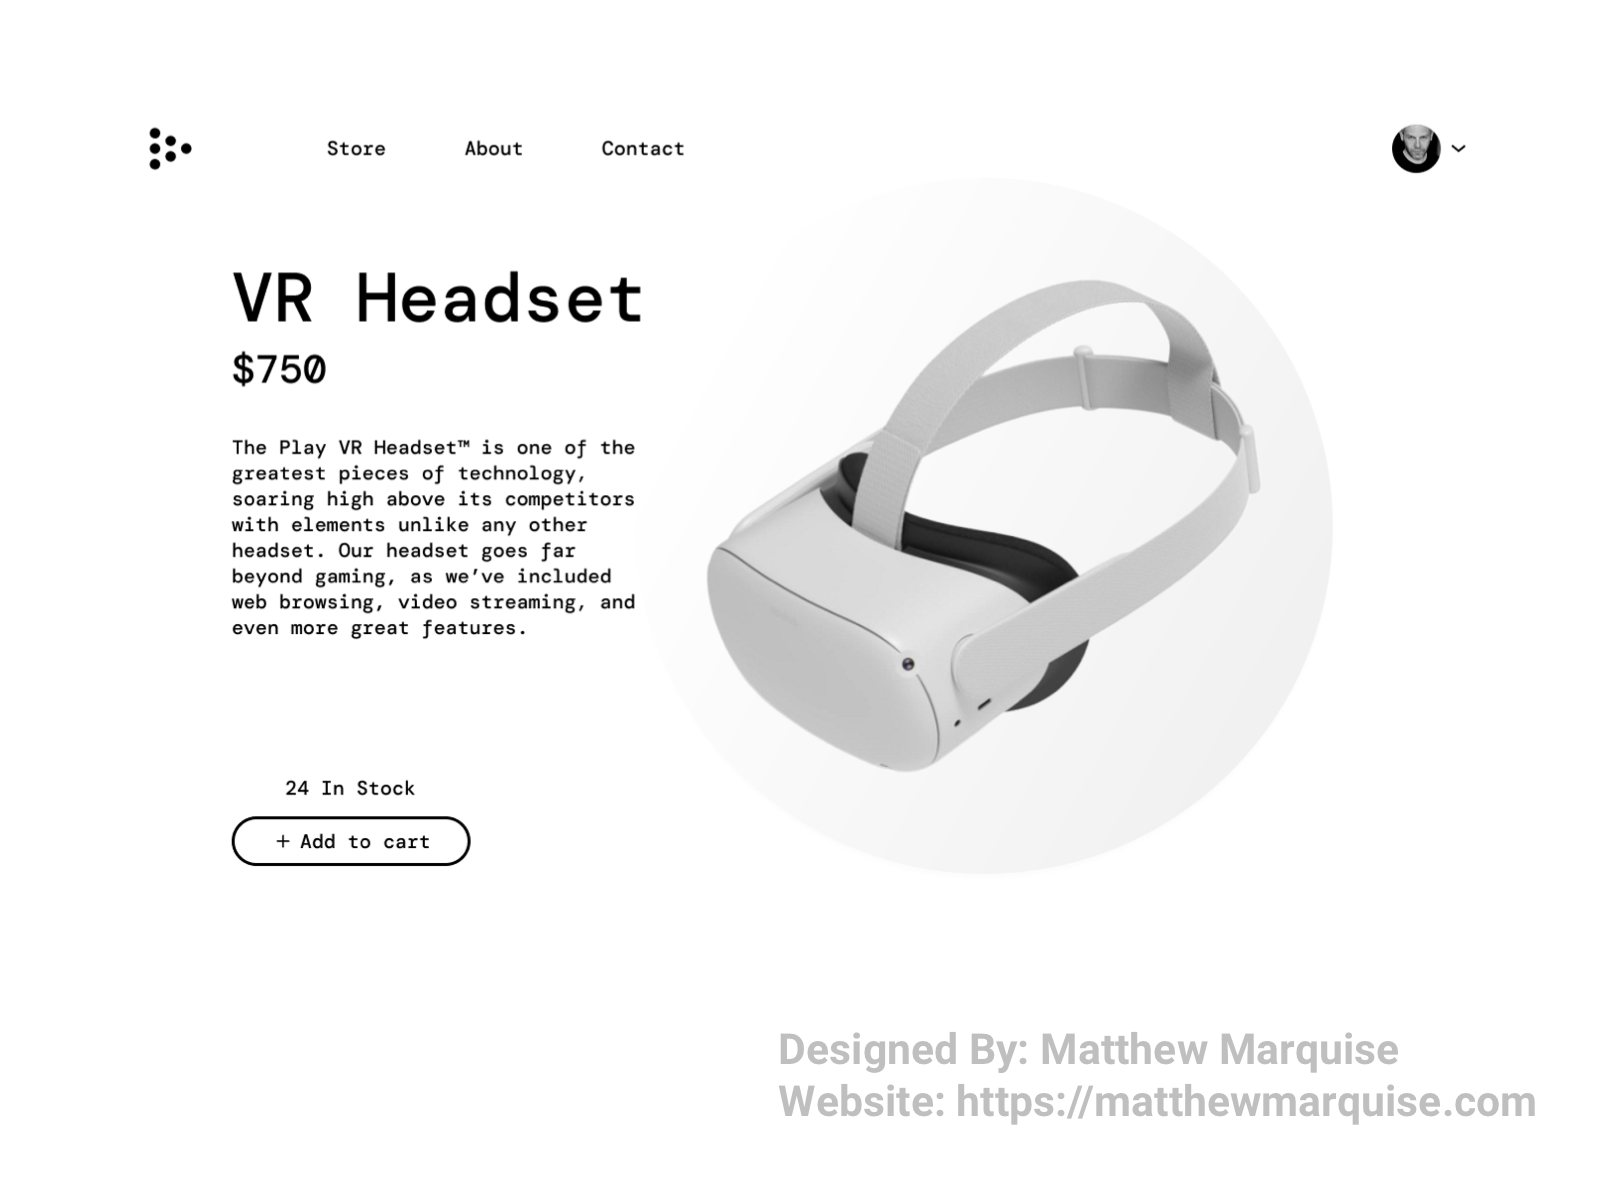 Store
About
Contact
VR Headset
$750
The Play VR Headset™ is one of the
greatest pieces of technology,
soaring high above its competitors
with elements unlike any other
headset. Our headset goes far
beyond gaming, as we’ve included
web browsing, video streaming, and
even more great features.
24 In Stock
+ Add to cart
Designed By: Matthew Marquise
Website: https://matthewmarquise.com